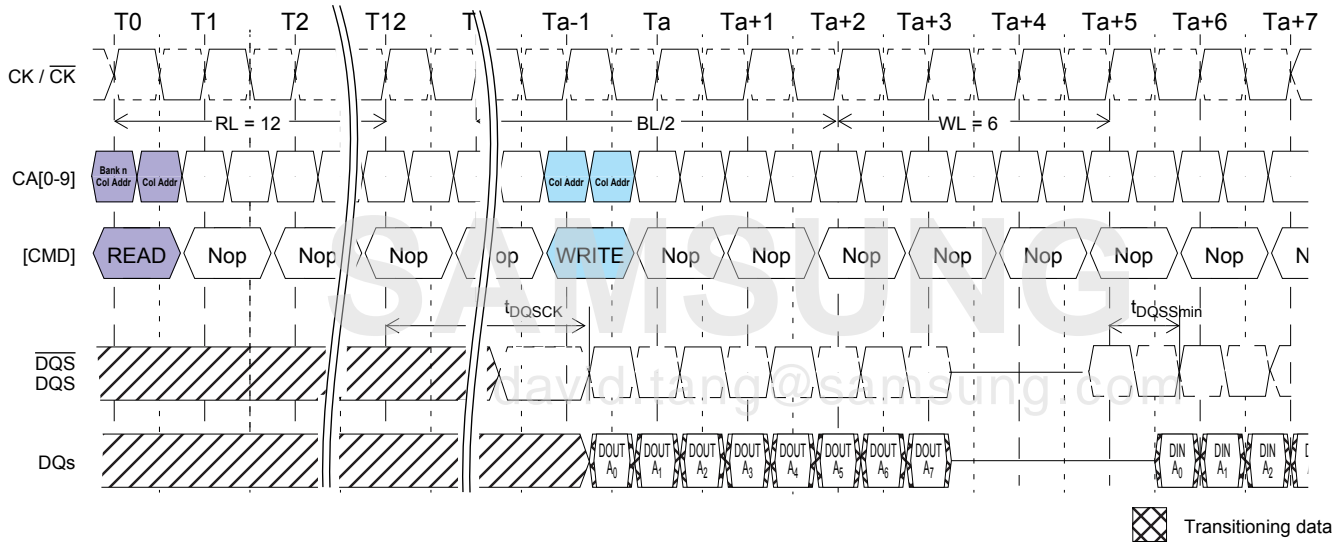 T0 T1 T2 T12 T Ta-1 Ta Ta+1 Ta+2 Ta+3 Ta+4 Ta+5 Ta+6 Ta+7
CK / CK
RL = 12 BL/2 WL = 6
CA[0-9] Bank n Col Addr Col Addr Col Addr Col Addr
[CMD] READ Nop Nop Nop op WRITE Nop Nop Nop Nop Nop Nop Nop N
SAMSUNG
tDQSCK tDQSSmin
DQS
DQS
david.tang@samsung.com
DQs DOUT A0 DOUT A1 DOUT A2 DOUT A3 DOUT A4 DOUT A5 DOUT A6 DOUT A7 DIN A0 DIN A1 DIN A2
Transitioning data